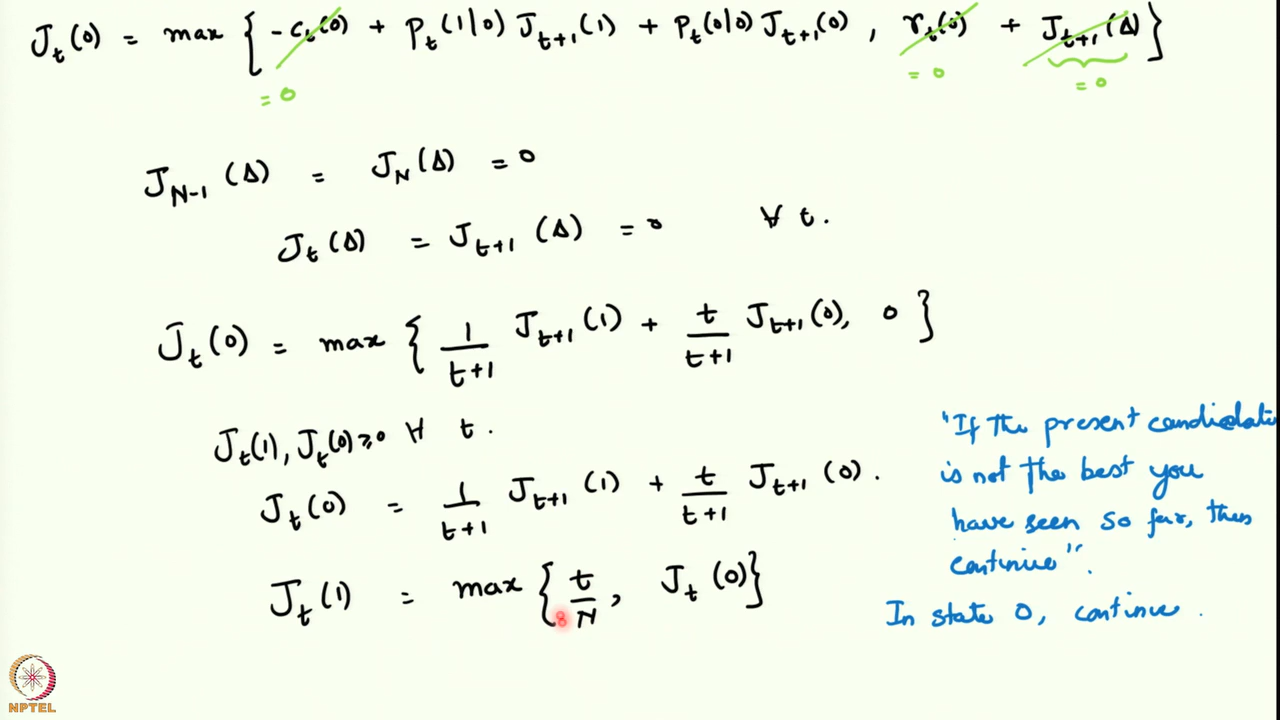 J_t(0) = max { -c_t(0) + P_t(1|0) J_{t+1}(1) + P_t(0|0) J_{t+1}(0), r_t(0) + J_{t+1}(Δ) }
= 0 = 0 = 0
J_{N-1}(Δ) = J_N(Δ) = 0
J_t(Δ) = J_{t+1}(Δ) = 0 ∀ t.
J_t(0) = max { 1/(t+1) J_{t+1}(1) + t/(t+1) J_{t+1}(0), 0 }
J_t(1), J_t(0) ≥ 0 ∀ t.
J_t(0) = 1/(t+1) J_{t+1}(1) + t/(t+1) J_{t+1}(0).
J_t(1) = max { t/N, J_t(0) }
"If the present candidate
is not the best you
have seen so far, then
continue".
In state 0, continue.
NPTEL